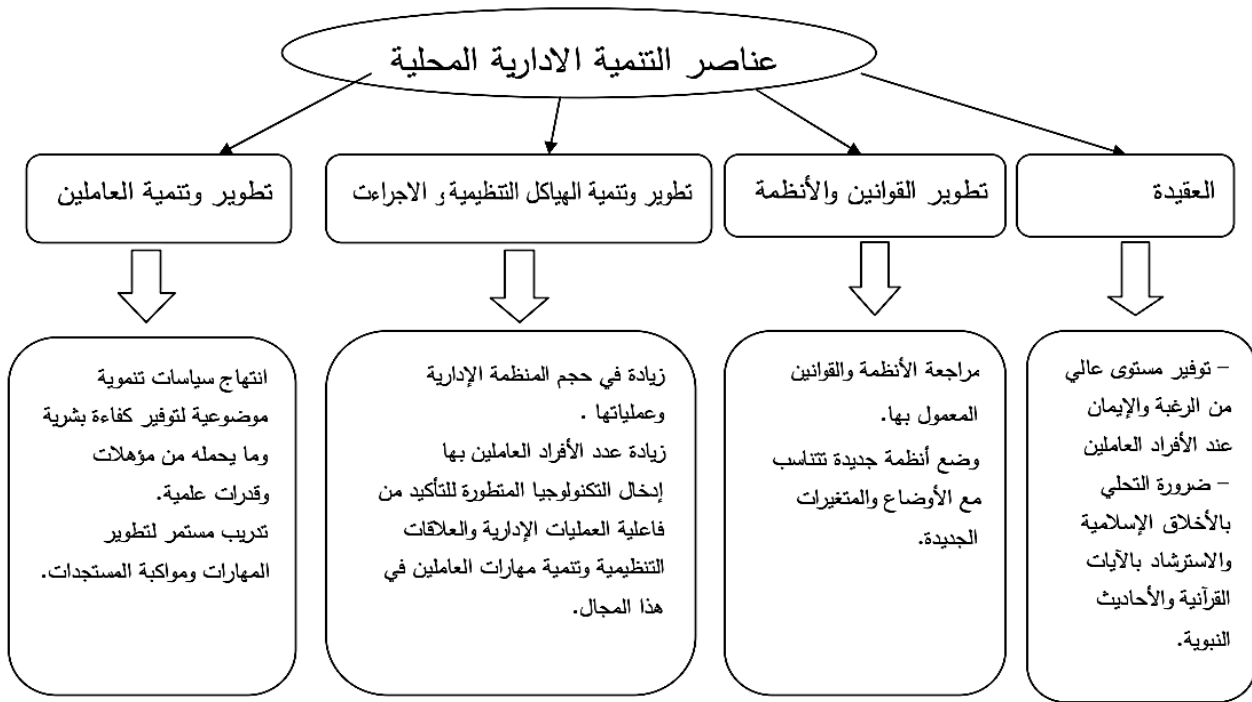 عناصر التنمية الادارية المحلية
العقيدة
تطوير القوانين والأنظمة
تطوير وتنمية الهياكل التنظيمية و الاجراءت
تطوير وتنمية العاملين
– توفير مستوى عالي
من الرغبة والإيمان
عند الأفراد العاملين
– ضرورة التحلي
بالأخلاق الإسلامية
والاسترشاد بالآيات
القرآنية والأحاديث
النبوية.
مراجعة الأنظمة والقوانين
المعمول بها.
وضع أنظمة جديدة تتناسب
مع الأوضاع والمتغيرات
الجديدة.
زيادة في حجم المنظمة الإدارية
وعملياتها .
زيادة عدد الأفراد العاملين بها
إدخال التكنولوجيا المتطورة للتأكيد من
فاعلية العمليات الإدارية والعلاقات
التنظيمية وتنمية مهارات العاملين في
هذا المجال.
انتهاج سياسات تنموية
موضوعية لتوفير كفاءة بشرية
وما يحمله من مؤهلات
وقدرات علمية.
تدريب مستمر لتطوير
المهارات ومواكبة المستجدات.